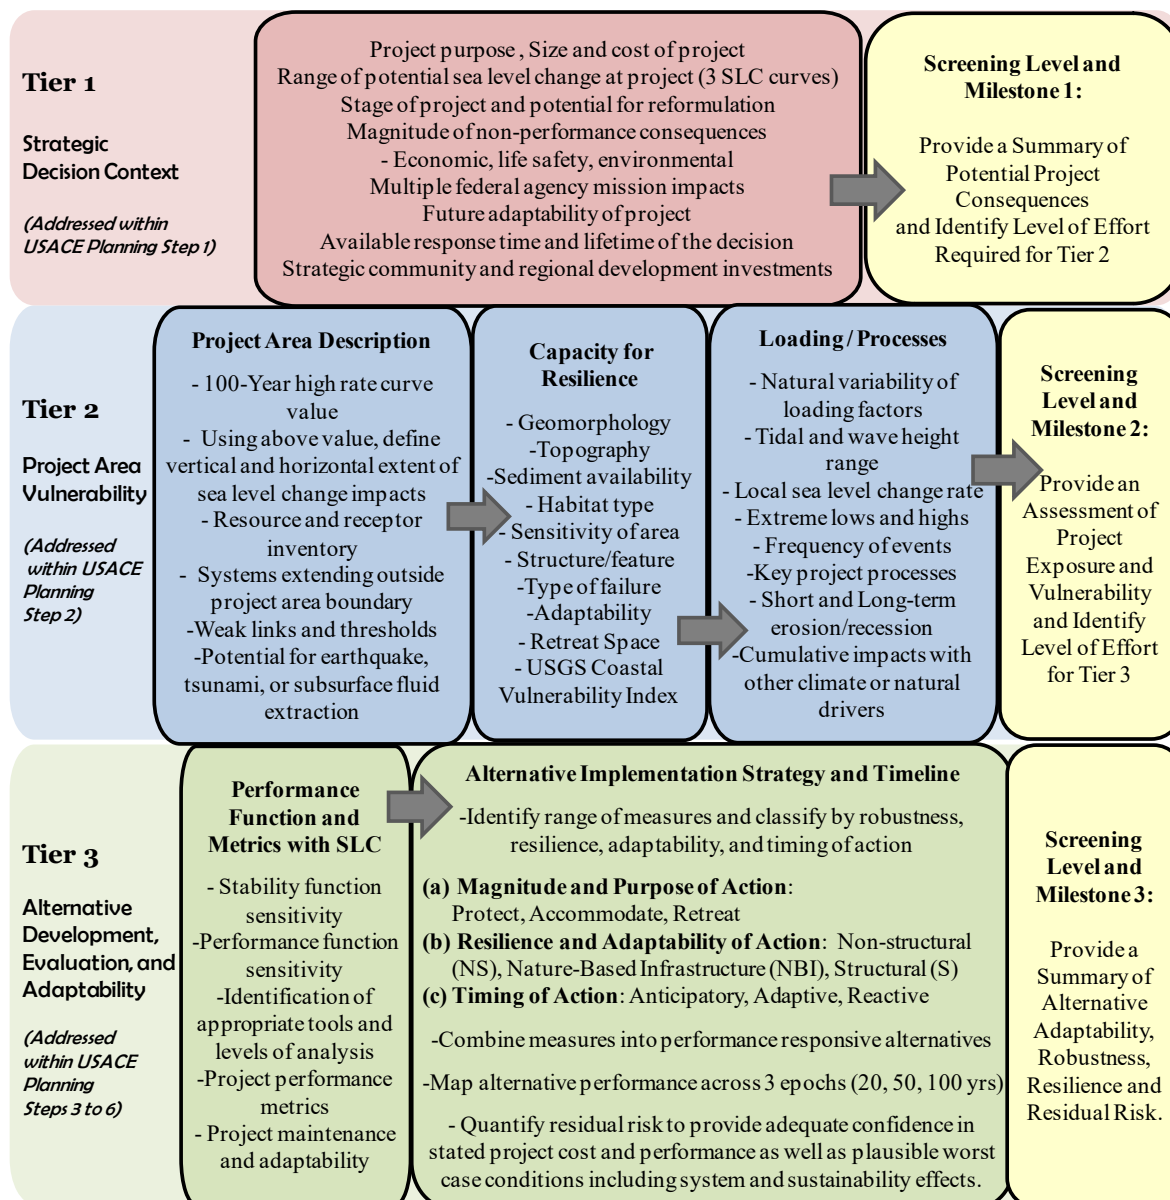 Tier 1
Strategic
Decision Context
(Addressed within
USACE Planning Step 1)
Project purpose , Size and cost of project
Range of potential sea level change at project (3 SLC curves)
Stage of project and potential for reformulation
Magnitude of non-performance consequences
- Economic, life safety, environmental
Multiple federal agency mission impacts
Future adaptability of project
Available response time and lifetime of the decision
Strategic community and regional development investments
Screening Level and
Milestone 1:
Provide a Summary of
Potential Project
Consequences
and Identify Level of Effort
Required for Tier 2
Tier 2
Project Area
Vulnerability
(Addressed
within USACE
Planning
Step 2)
Project Area Description
- 100-Year high rate curve
value
- Using above value, define
vertical and horizontal extent of
sea level change impacts
- Resource and receptor
inventory
- Systems extending outside
project area boundary
-Weak links and thresholds
-Potential for earthquake,
tsunami, or subsurface fluid
extraction
Capacity for
Resilience
- Geomorphology
-Topography
-Sediment availability
- Habitat type
- Sensitivity of area
- Structure/feature
-Type of failure
-Adaptability
- Retreat Space
- USGS Coastal
Vulnerability Index
Loading / Processes
- Natural variability of
loading factors
- Tidal and wave height
range
- Local sea level change rate
- Extreme lows and highs
- Frequency of events
-Key project processes
- Short and Long-term
erosion/recession
-Cumulative impacts with
other climate or natural
drivers
Screening
Level and
Milestone 2:
Provide an
Assessment of
Project
Exposure and
Vulnerability
and Identify
Level of Effort
for Tier 3
Tier 3
Alternative
Development,
Evaluation, and
Adaptability
(Addressed
within USACE
Planning
Steps 3 to 6)
Performance
Function and
Metrics with SLC
- Stability function
sensitivity
-Performance function
sensitivity
-Identification of
appropriate tools and
levels of analysis
-Project performance
metrics
- Project maintenance
and adaptability
Alternative Implementation Strategy and Timeline
-Identify range of measures and classify by robustness,
resilience, adaptability, and timing of action
(a) Magnitude and Purpose of Action:
Protect, Accommodate, Retreat
(b) Resilience and Adaptability of Action: Non-structural
(NS), Nature-Based Infrastructure (NBI), Structural (S)
(c) Timing of Action: Anticipatory, Adaptive, Reactive
-Combine measures into performance responsive alternatives
-Map alternative performance across 3 epochs (20, 50, 100 yrs)
- Quantify residual risk to provide adequate confidence in
stated project cost and performance as well as plausible worst
case conditions including system and sustainability effects.
Screening
Level and
Milestone 3:
Provide a
Summary of
Alternative
Adaptability,
Robustness,
Resilience and
Residual Risk.